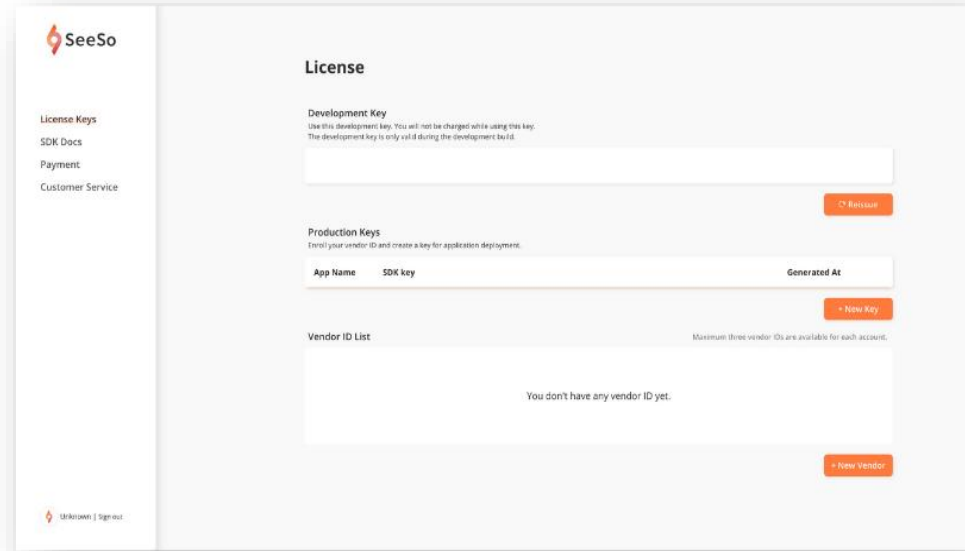 SeeSo
License Keys
SDK Docs
Payment
Customer Service
Unknown | Sign out
License
Development Key
Use this development key. You will not be charged while using this key.
The development key is only valid during the development build.
Reissue
Production Keys
Enroll your vendor ID and create a key for application deployment.
App Name SDK key Generated At
+ New Key
Vendor ID List Maximum three vendor IDs are available for each account.
You don't have any vendor ID yet.
+ New Vendor